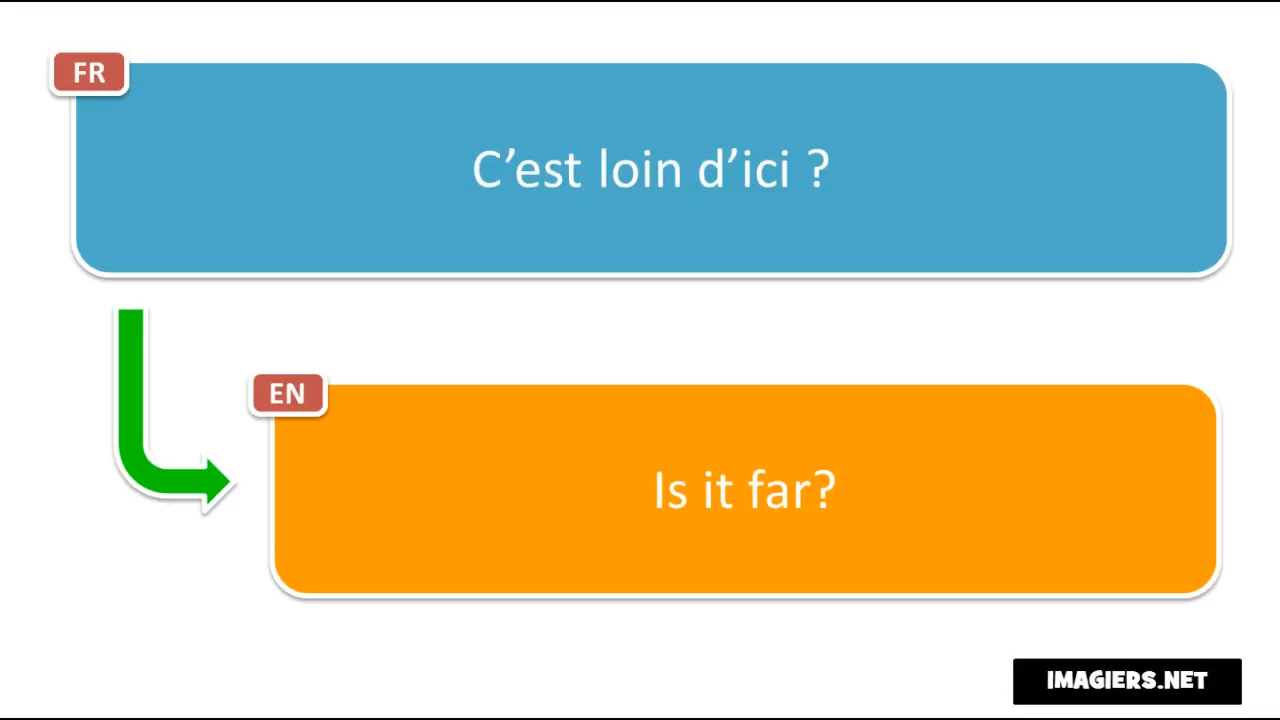 FR
C’est loin d’ici ?
EN
Is it far?
IMAGIERS.NET